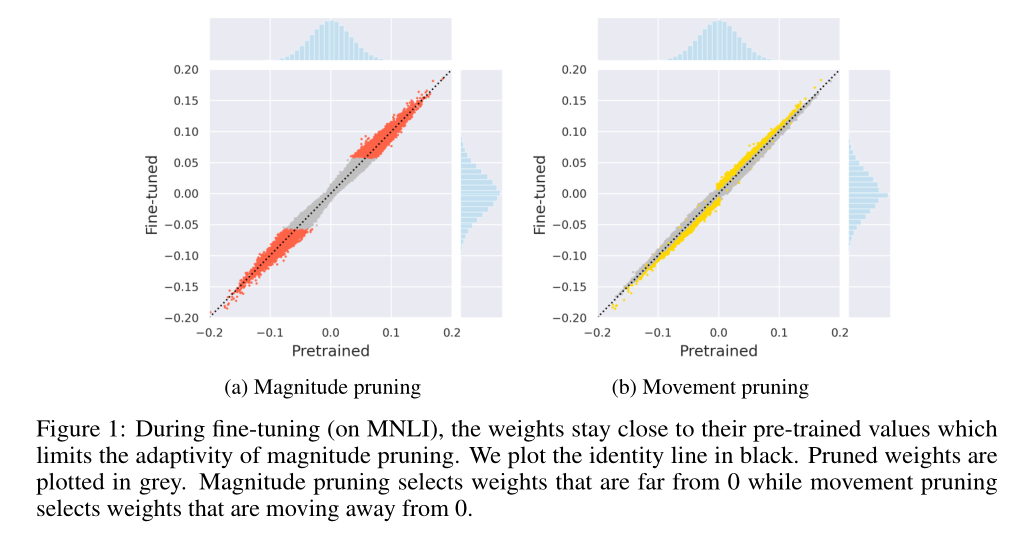 0.20
0.15
0.10
0.05
0.00
−0.05
−0.10
−0.15
−0.20
Fine-tuned
−0.2 −0.1 0.0 0.1 0.2
Pretrained
(a) Magnitude pruning
0.20
0.15
0.10
0.05
0.00
−0.05
−0.10
−0.15
−0.20
Fine-tuned
−0.2 −0.1 0.0 0.1 0.2
Pretrained
(b) Movement pruning
Figure 1: During fine-tuning (on MNLI), the weights stay close to their pre-trained values which
limits the adaptivity of magnitude pruning. We plot the identity line in black. Pruned weights are
plotted in grey. Magnitude pruning selects weights that are far from 0 while movement pruning
selects weights that are moving away from 0.